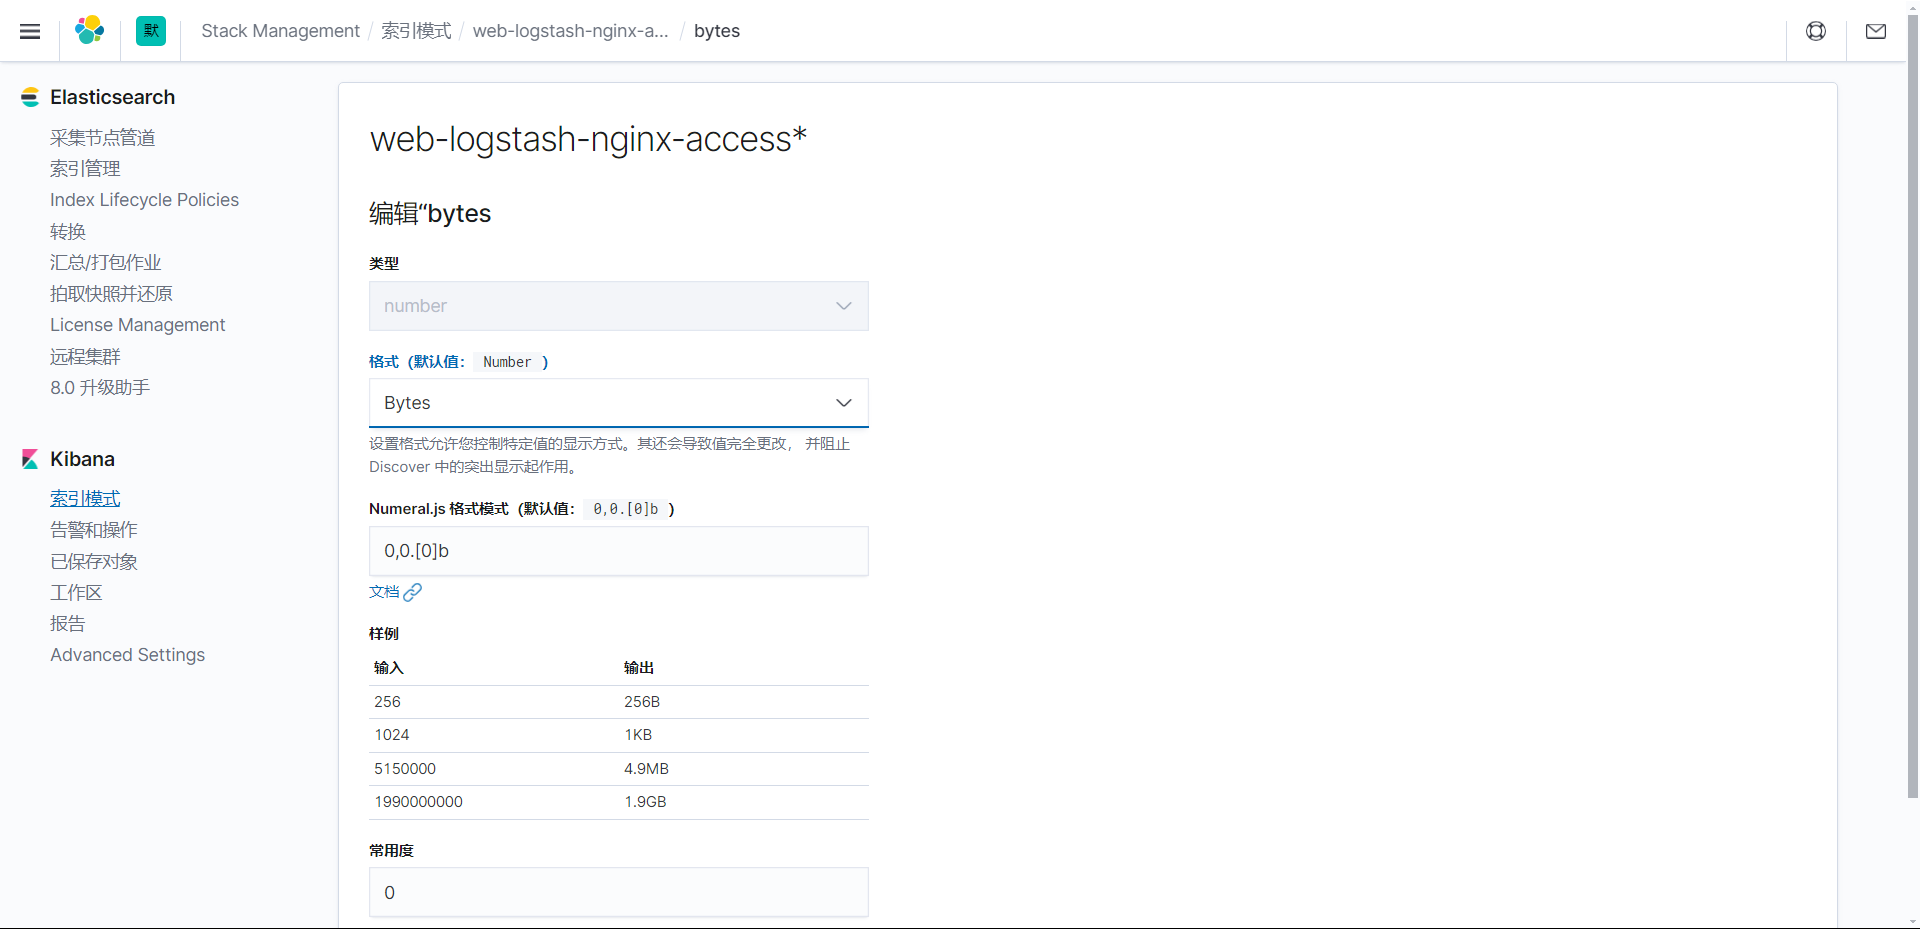 默
Stack Management / 索引模式 / web-logstash-nginx-a... / bytes
Elasticsearch
采集节点管道
索引管理
Index Lifecycle Policies
转换
汇总/打包作业
拍取快照并还原
License Management
远程集群
8.0 升级助手
Kibana
索引模式
告警和操作
已保存对象
工作区
报告
Advanced Settings
web-logstash-nginx-access*
编辑“bytes
类型
number
格式（默认值： Number ）
Bytes
设置格式允许您控制特定值的显示方式。其还会导致值完全更改， 并阻止
Discover 中的突出显示起作用。
Numeral.js 格式模式（默认值： 0,0.[0]b ）
0,0.[0]b
文档
样例
输入 输出
256 256B
1024 1KB
5150000 4.9MB
1990000000 1.9GB
常用度
0